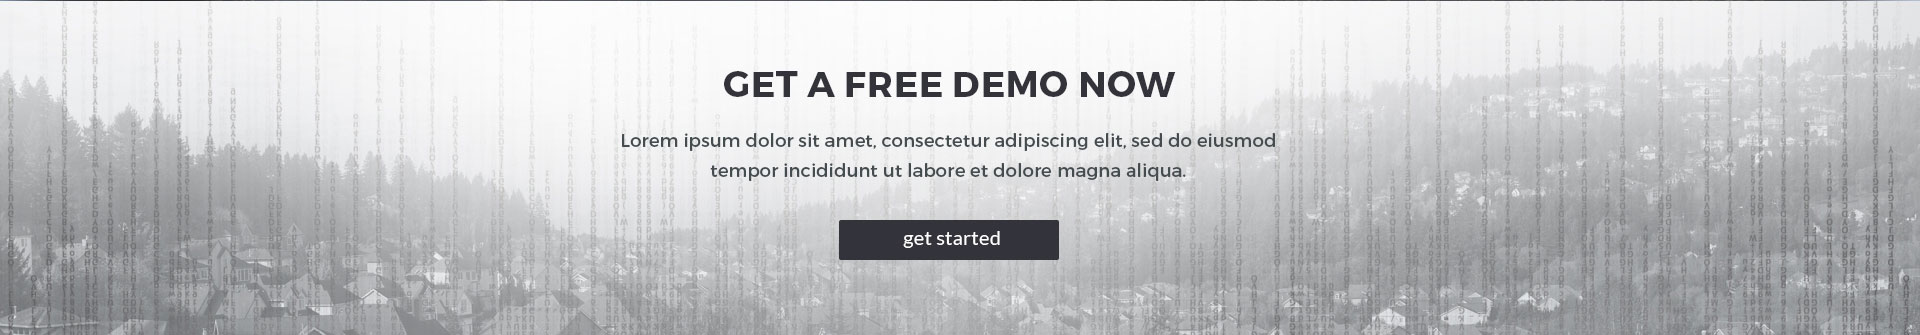 GET A FREE DEMO NOW
Lorem ipsum dolor sit amet, consectetur adipiscing elit, sed do eiusmod
tempor incididunt ut labore et dolore magna aliqua.
get started